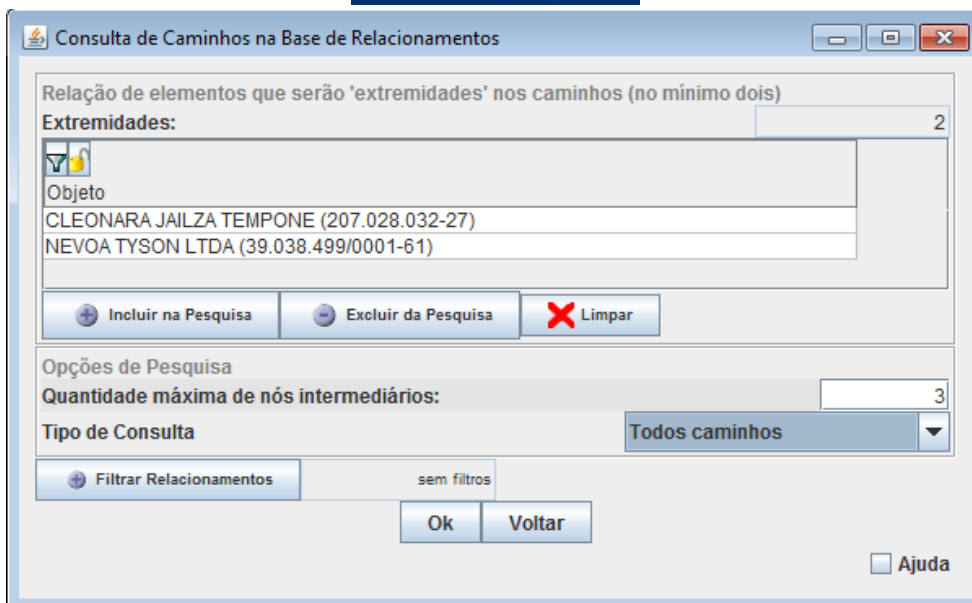 Consulta de Caminhos na Base de Relacionamentos
Relação de elementos que serão 'extremidades' nos caminhos (no mínimo dois)
Extremidades: 2
Objeto
CLEONARA JAILZA TEMPONE (207.028.032-27)
NEVOA TYSON LTDA (39.038.499/0001-61)
Incluir na Pesquisa Excluir da Pesquisa Limpar
Opções de Pesquisa
Quantidade máxima de nós intermediários: 3
Tipo de Consulta Todos caminhos
Filtrar Relacionamentos sem filtros
Ok Voltar
Ajuda